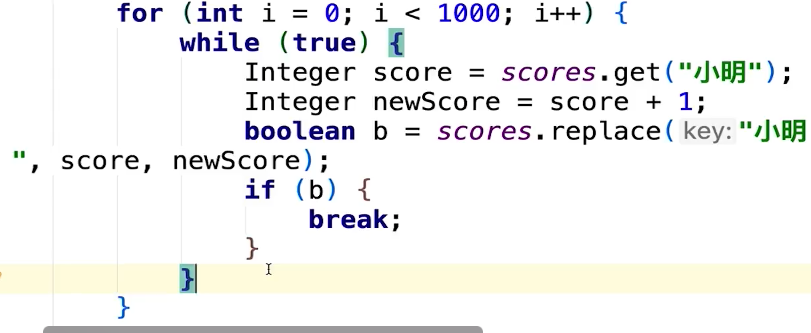 for (int i = 0; i < 1000; i++) {
while (true) {
Integer score = scores.get("小明");
Integer newScore = score + 1;
boolean b = scores.replace( key: "小明
", score, newScore);
if (b) {
break;
}
}
}